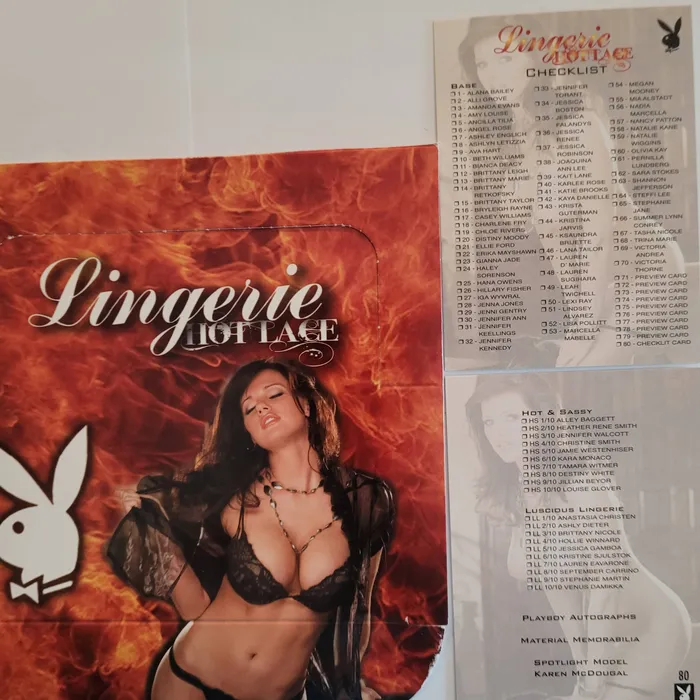 Lingerie
HOT LACE
Lingerie
HOT LACE
CHECKLIST
BASE
1 - ALANA BAILEY
2 - ALLI GROVE
3 - AMANDA EVANS
4 - AMY LOUISE
5 - ANCILLA TILIA
6 - ANGEL ROSE
7 - ASHLEY ENGLICH
8 - ASHLYN LETIZZIA
9 - AVA HART
10 - BETH WILLIAMS
11 - BIANCA DEACY
12 - BRITTANY LEIGH
13 - BRITTANY MARIE
14 - BRITTANY
RETKOFSKY
15 - BRITTANY TAYLOR
16 - BRYLEIGH RAYNE
17 - CASEY WILLIAMS
18 - CHARLENE FRY
19 - CHLOE RIVERO
20 - DISTINY MOODY
21 - ELLIE FORD
22 - ERIKA MAYSHAWN
23 - GIANNA JADE
24 - HALEY
SORENSON
25 - HANA OWENS
26 - HILLARY FISHER
27 - IGA WYWRAL
28 - JENNA JONES
29 - JENNI GENTRY
30 - JENNIFER ANN
31 - JENNIFER
KEELLINGS
32 - JENNIFER
KENNEDY
33 - JENNIFER
YORANT
34 - JESSICA
BOSTON
35 - JESSICA
FALANDYS
36 - JESSICA
RENEE
37 - JESSICA
ROBINSON
38 - JOAQUINA
ANN LEE
39 - KAIT LANE
40 - KARLEE ROSE
41 - KATIE BROOKS
42 - KAYA DANIELLE
43 - KRISTA
GUTERMAN
44 - KRISTINA
JARVIS
45 - KSAUNDRA
BRUETTE
46 - LANA TAILOR
47 - LAUREN
D' MARIE
48 - LAUREN
SUGIHARA
49 - LEAH
TWICHELL
50 - LEXI RAY
51 - LINDSEY
ALVAREZ
52 - LISA POLLITT
53 - MARCELLA
MABELLE
54 - MEGAN
MOONEY
55 - MIA ALSTADT
56 - NADIA
MARCELLA
57 - NANCY PATTON
58 - NATALIE KANE
59 - NATALIE
WIGGINS
60 - OLIVIA KAY
61 - PERNILLA
LUNDBERG
62 - SARA STOKES
63 - SHANNON
JEFFERSON
64 - STEFFI LEE
65 - STEPHANIE
JANE
66 - SUMMER LYNN
CONREY
67 - TASHA NICOLE
68 - TRINA MARIE
69 - VICTORIA
ANDREA
70 - VICTORIA
THORNE
71 - PREVIEW CARD
72 - PREVIEW CARD
73 - PREVIEW CARD
74 - PREVIEW CARD
75 - PREVIEW CARD
76 - PREVIEW CARD
77 - PREVIEW CARD
78 - PREVIEW CARD
79 - PREVIEW CARD
80 - CHECKLIT CARD
HOT & SASSY
HS 1/10 ALLEY BAGGETT
HS 2/10 HEATHER RENE SMITH
HS 3/10 JENNIFER WALCOTT
HS 4/10 CHRISTINE SMITH
HS 5/10 JAMIE WESTENHISER
HS 6/10 KARA MONACO
HS 7/10 TAMARA WITMER
HS 8/10 DESTINY WHITE
HS 9/10 JILLIAN BEYOR
HS 10/10 LOUISE GLOVER
LUSCIOUS LINGERIE
LL 1/10 ANASTASIA CHRISTEN
LL 2/10 ASHLY DIETER
LL 3/10 BRITTANY NICOLE
LL 4/10 HOLLIE WINNARD
LL 5/10 JESSICA GAMBOA
LL 6/10 KRISTINE SJULSTOK
LL 7/10 LAUREN EAVARONE
LL 8/10 SEPTEMBER CARRINO
LL 9/10 STEPHANIE MARTIN
LL 10/10 VENUS DAMIKKA
PLAYBOY AUTOGRAPHS
MATERIAL MEMORABILIA
SPOTLIGHT MODEL
KAREN MCDOUGAL
80